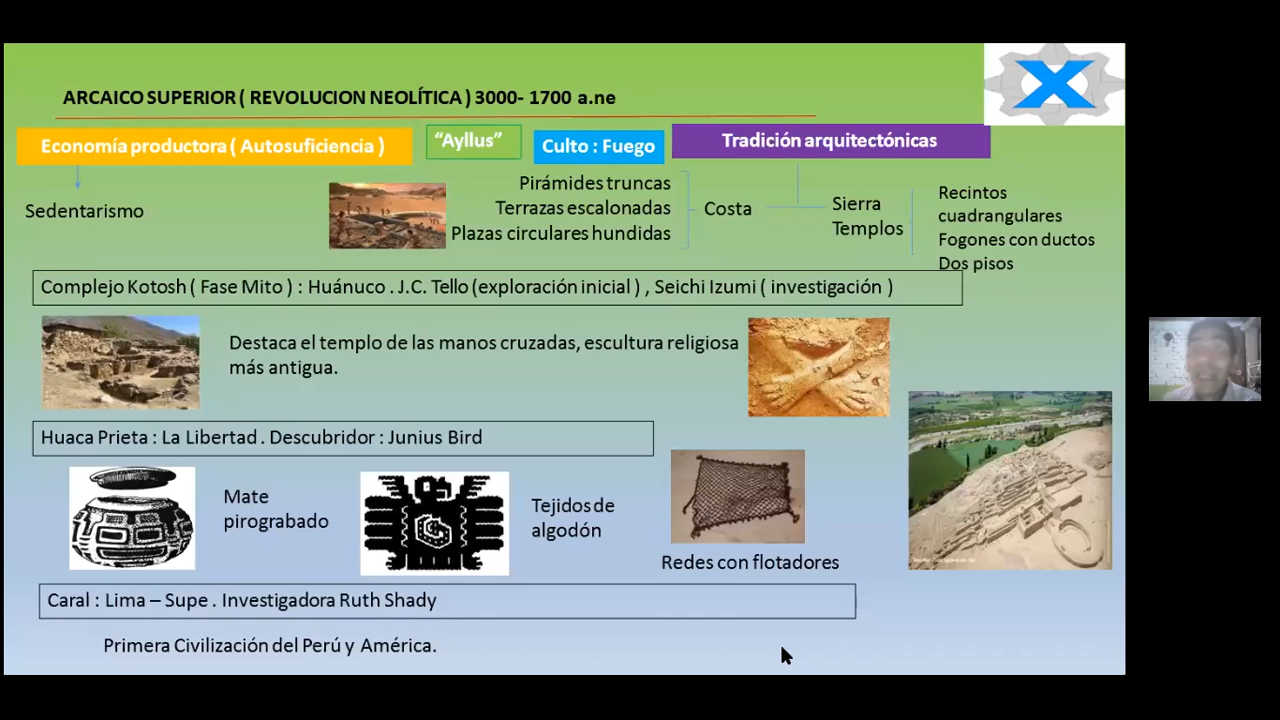 ARCAICO SUPERIOR ( REVOLUCION NEOLÍTICA ) 3000- 1700 a.ne
Economía productora ( Autosuficiencia )
“Ayllus”
Culto : Fuego
Tradición arquitectónicas
Sedentarismo
Pirámides truncas
Terrazas escalonadas
Plazas circulares hundidas
Costa
Sierra
Templos
Recintos
cuadrangulares
Fogones con ductos
Dos pisos
Complejo Kotosh ( Fase Mito ) : Huánuco . J.C. Tello (exploración inicial ) , Seichi Izumi ( investigación )
Destaca el templo de las manos cruzadas, escultura religiosa
más antigua.
Huaca Prieta : La Libertad . Descubridor : Junius Bird
Mate
pirograbado
Tejidos de
algodón
Redes con flotadores
Caral : Lima – Supe . Investigadora Ruth Shady
Primera Civilización del Perú y América.